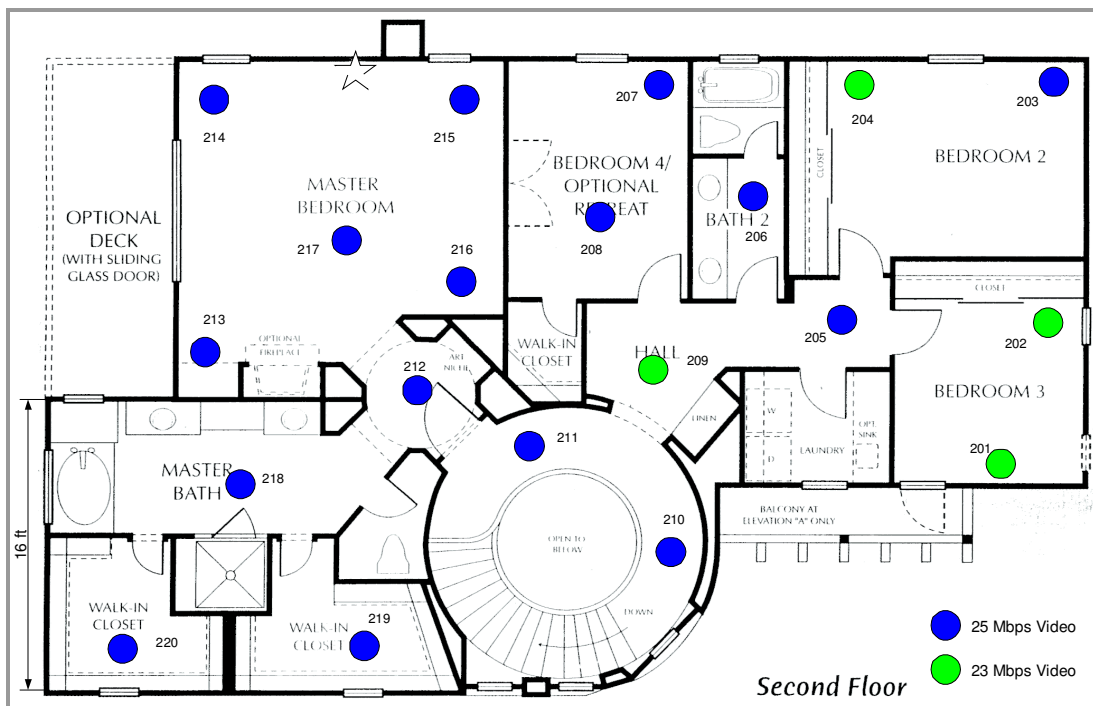 214
215
207
204
203
BEDROOM 4/
OPTIONAL
RETREAT
CLOSET
BEDROOM 2
MASTER
BEDROOM
OPTIONAL
DECK
(WITH SLIDING
GLASS DOOR)
BATH 2
206
217
216
208
CLOSET
213
OPTIONAL
FIREPLACE
212
ART
NICHE
WALK-IN
CLOSET
HALL
209
205
202
BEDROOM 3
LINEN
W
D
LAUNDRY
OPT.
SINK
211
201
MASTER
BATH
218
16 ft
BALCONY AT
ELEVATION "A" ONLY
210
OPEN TO
BELOW
WALK-IN
CLOSET
220
WALK-IN
CLOSET
219
DOWN
25 Mbps Video
23 Mbps Video
Second Floor